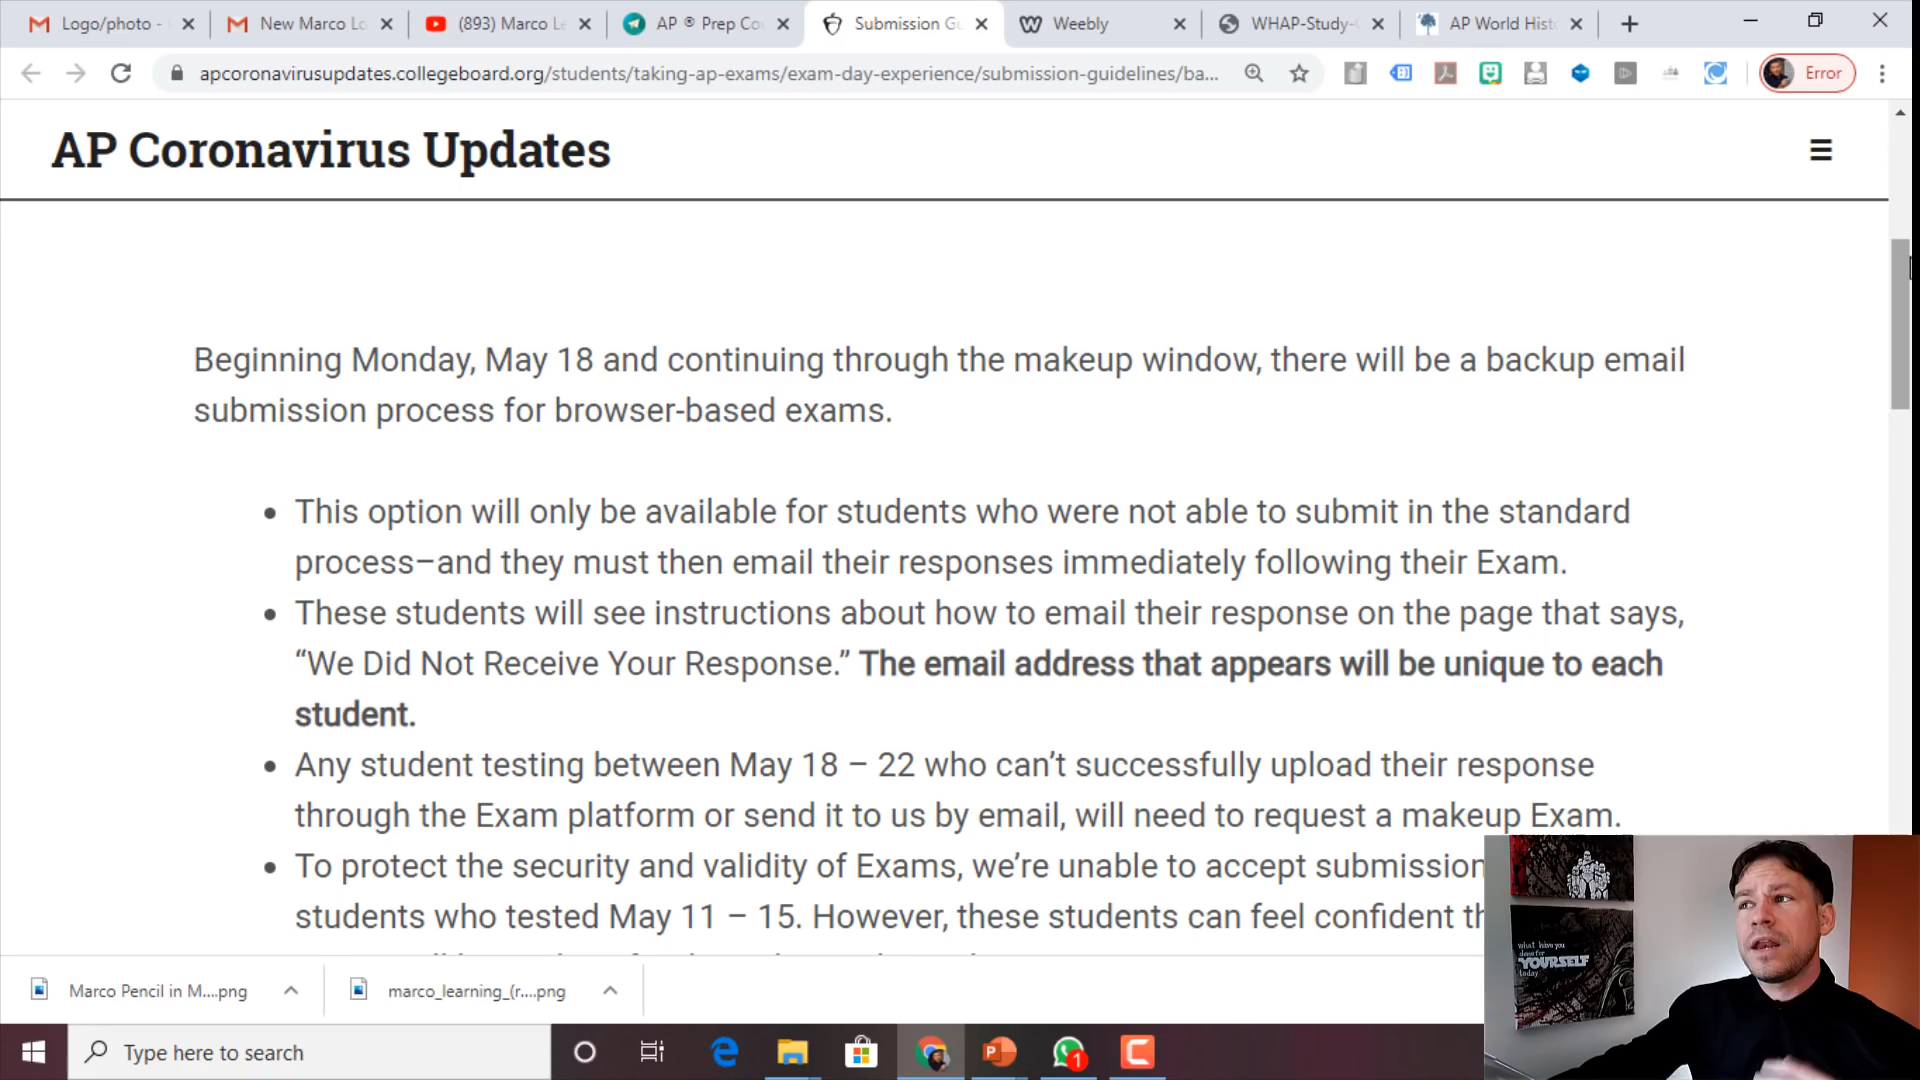 Logo/photo -
New Marco Lo
(893) Marco Le
AP ® Prep Co
Submission Gu
Weebly
WHAP-Study-
AP World Histo
apcoronavirusupdates.collegeboard.org/students/taking-ap-exams/exam-day-experience/submission-guidelines/ba...
Error
AP Coronavirus Updates
Beginning Monday, May 18 and continuing through the makeup window, there will be a backup email
submission process for browser-based exams.
• This option will only be available for students who were not able to submit in the standard
process–and they must then email their responses immediately following their Exam.
• These students will see instructions about how to email their response on the page that says,
“We Did Not Receive Your Response.” The email address that appears will be unique to each
student.
• Any student testing between May 18 – 22 who can’t successfully upload their response
through the Exam platform or send it to us by email, will need to request a makeup Exam.
• To protect the security and validity of Exams, we’re unable to accept submission
students who tested May 11 – 15. However, these students can feel confident th
what have you
done for
YOURSELF
today
Marco Pencil in M....png
marco_learning_(r....png
Type here to search
1